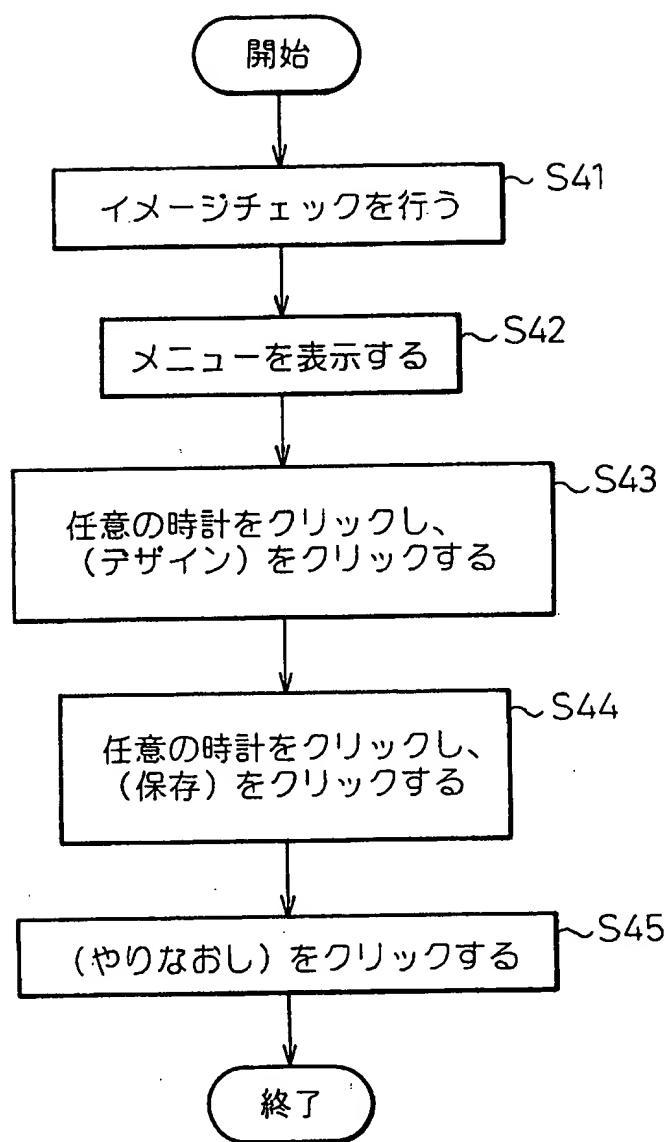 開始
イメージチェックを行う
S41
メニューを表示する
S42
任意の時計をクリックし、
(デザイン)をクリックする
S43
任意の時計をクリックし、
(保存)をクリックする
S44
(やりなおし)をクリックする
S45
終了